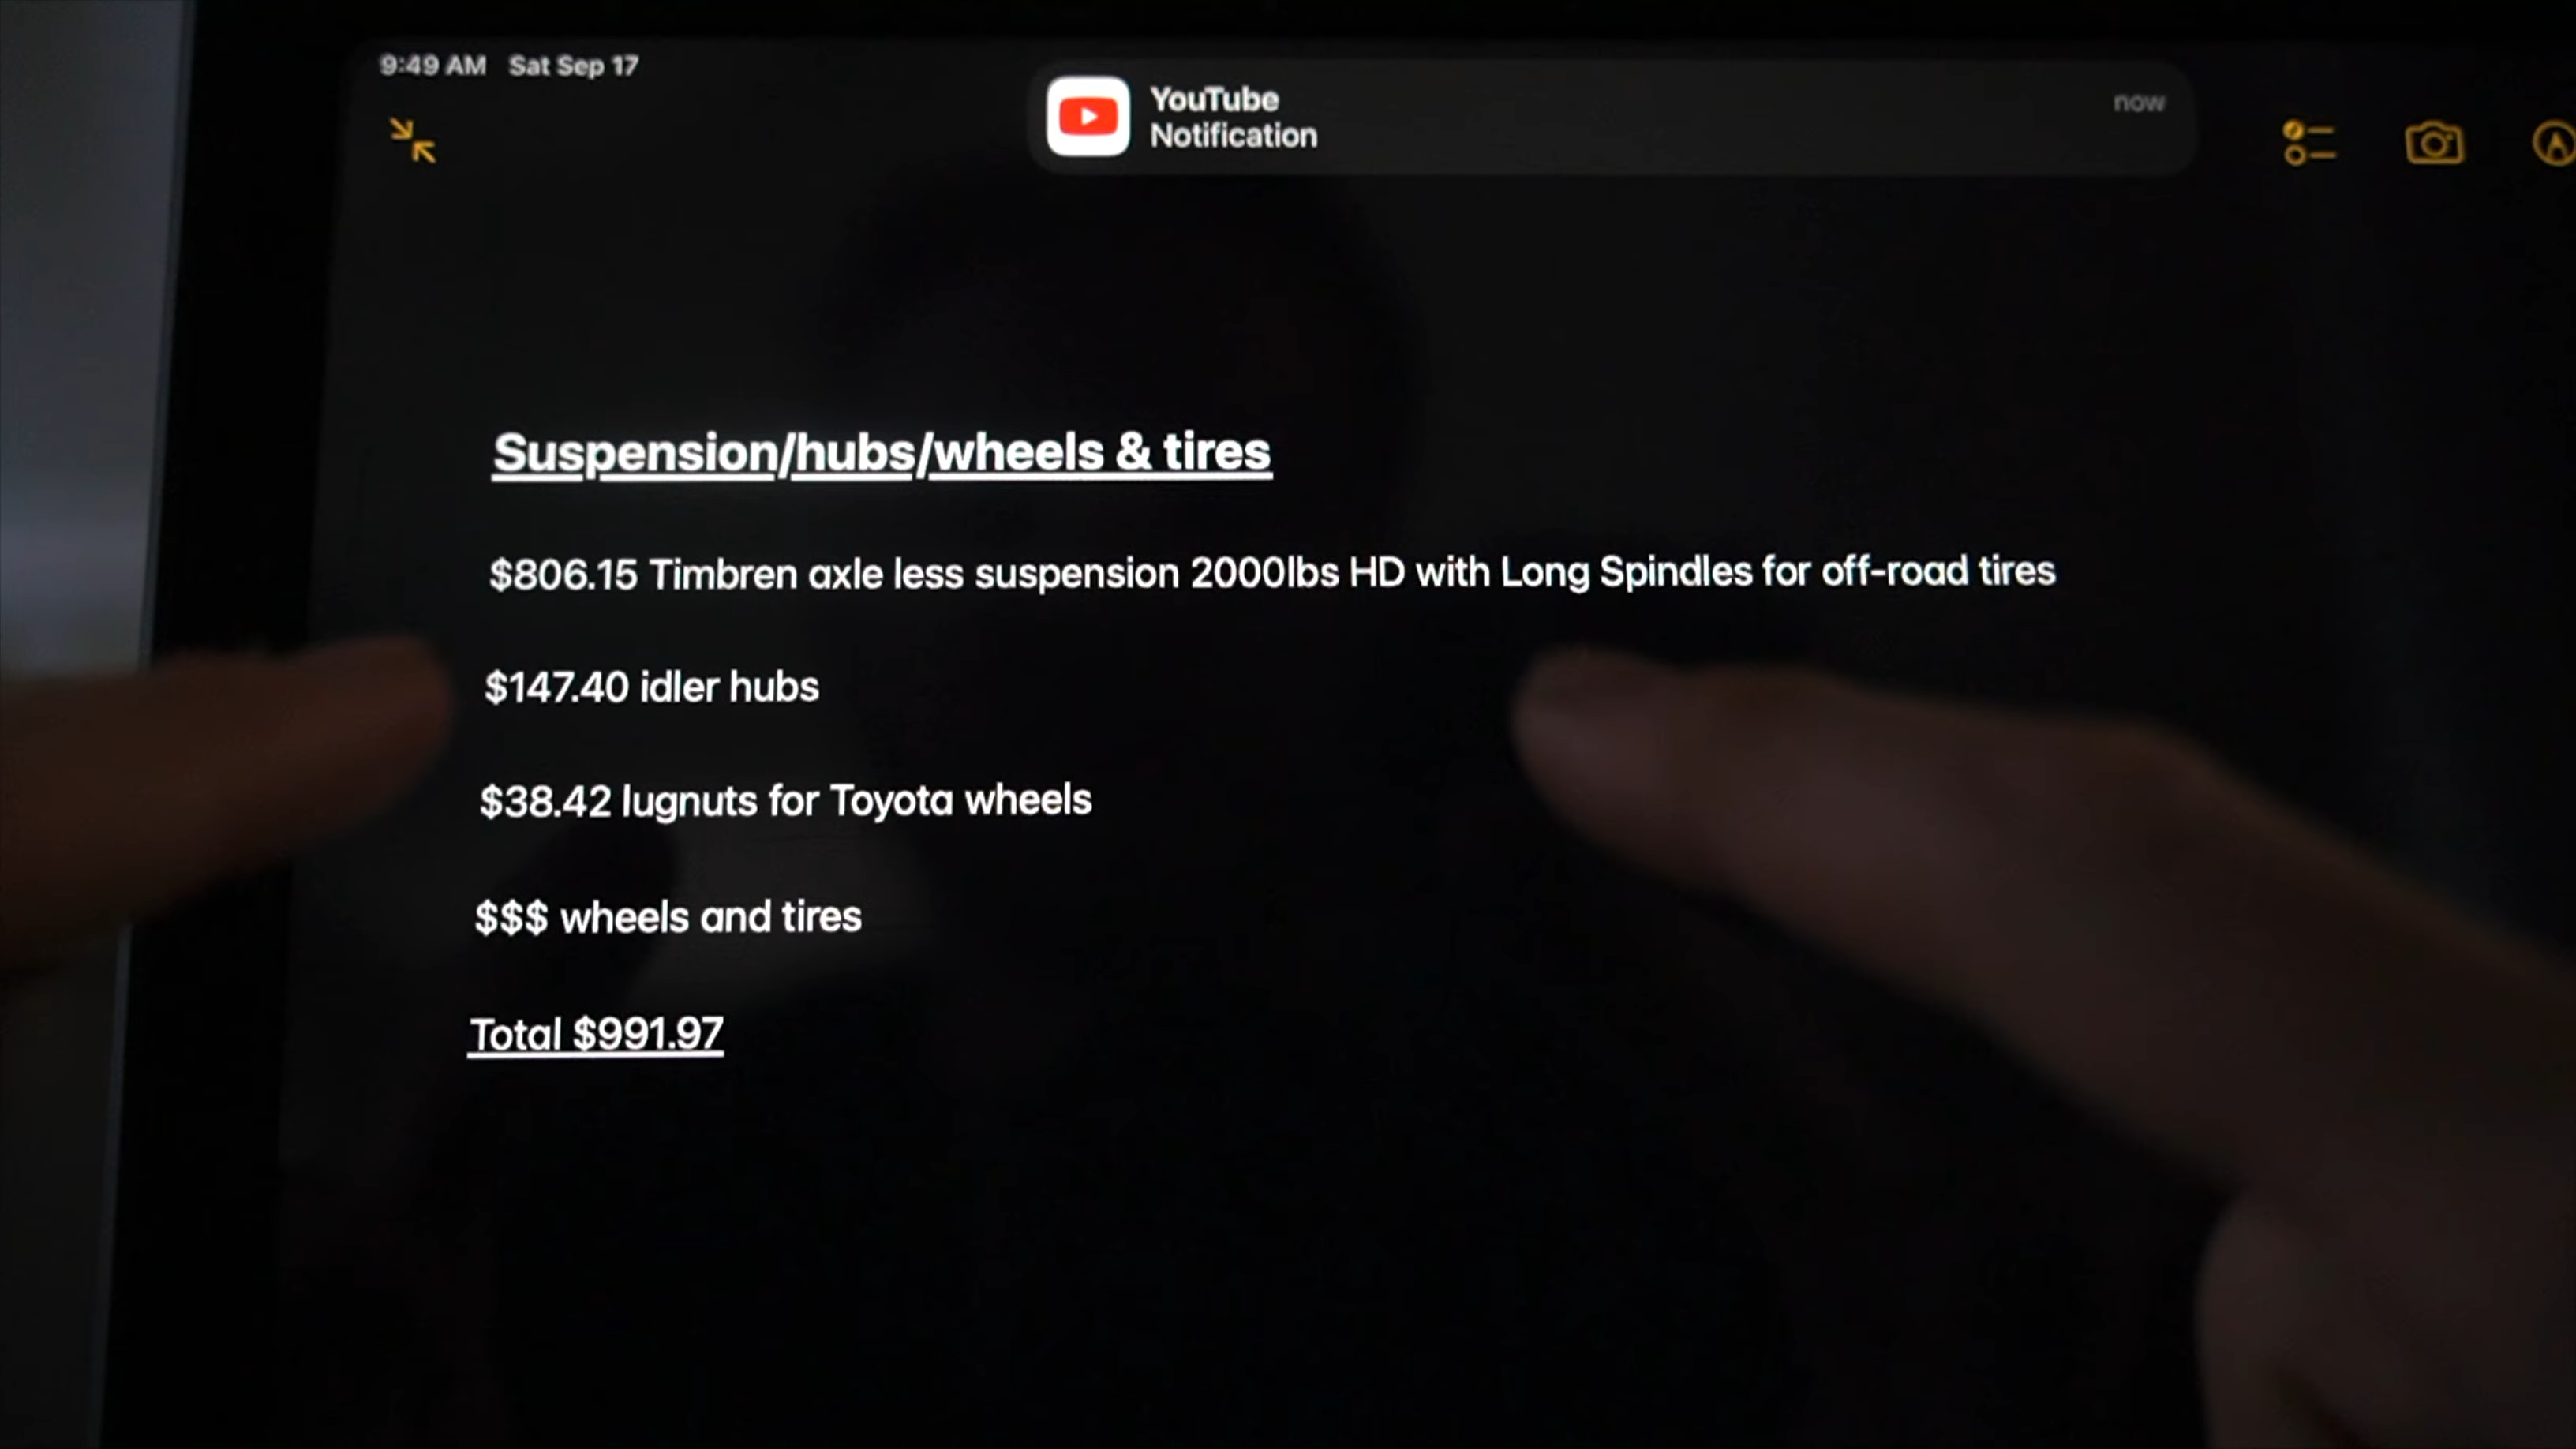 9:49 AM Sat Sep 17
YouTube
now
Notification
Suspension/hubs/wheels & tires
$806.15 Timbren axle less suspension 2000lbs HD with Long Spindles for off-road tires
$147.40 idler hubs
$38.42 lugnuts for Toyota wheels
$$$ wheels and tires
Total $991.97